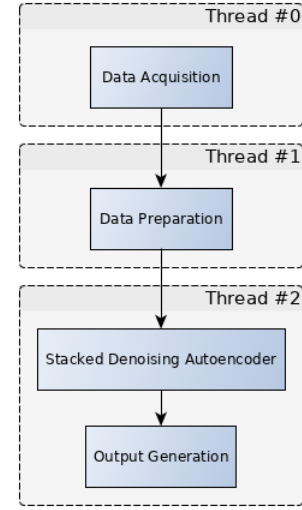 Thread #0
Data Acquisition
Thread #1
Data Preparation
Thread #2
Stacked Denoising Autoencoder
Output Generation